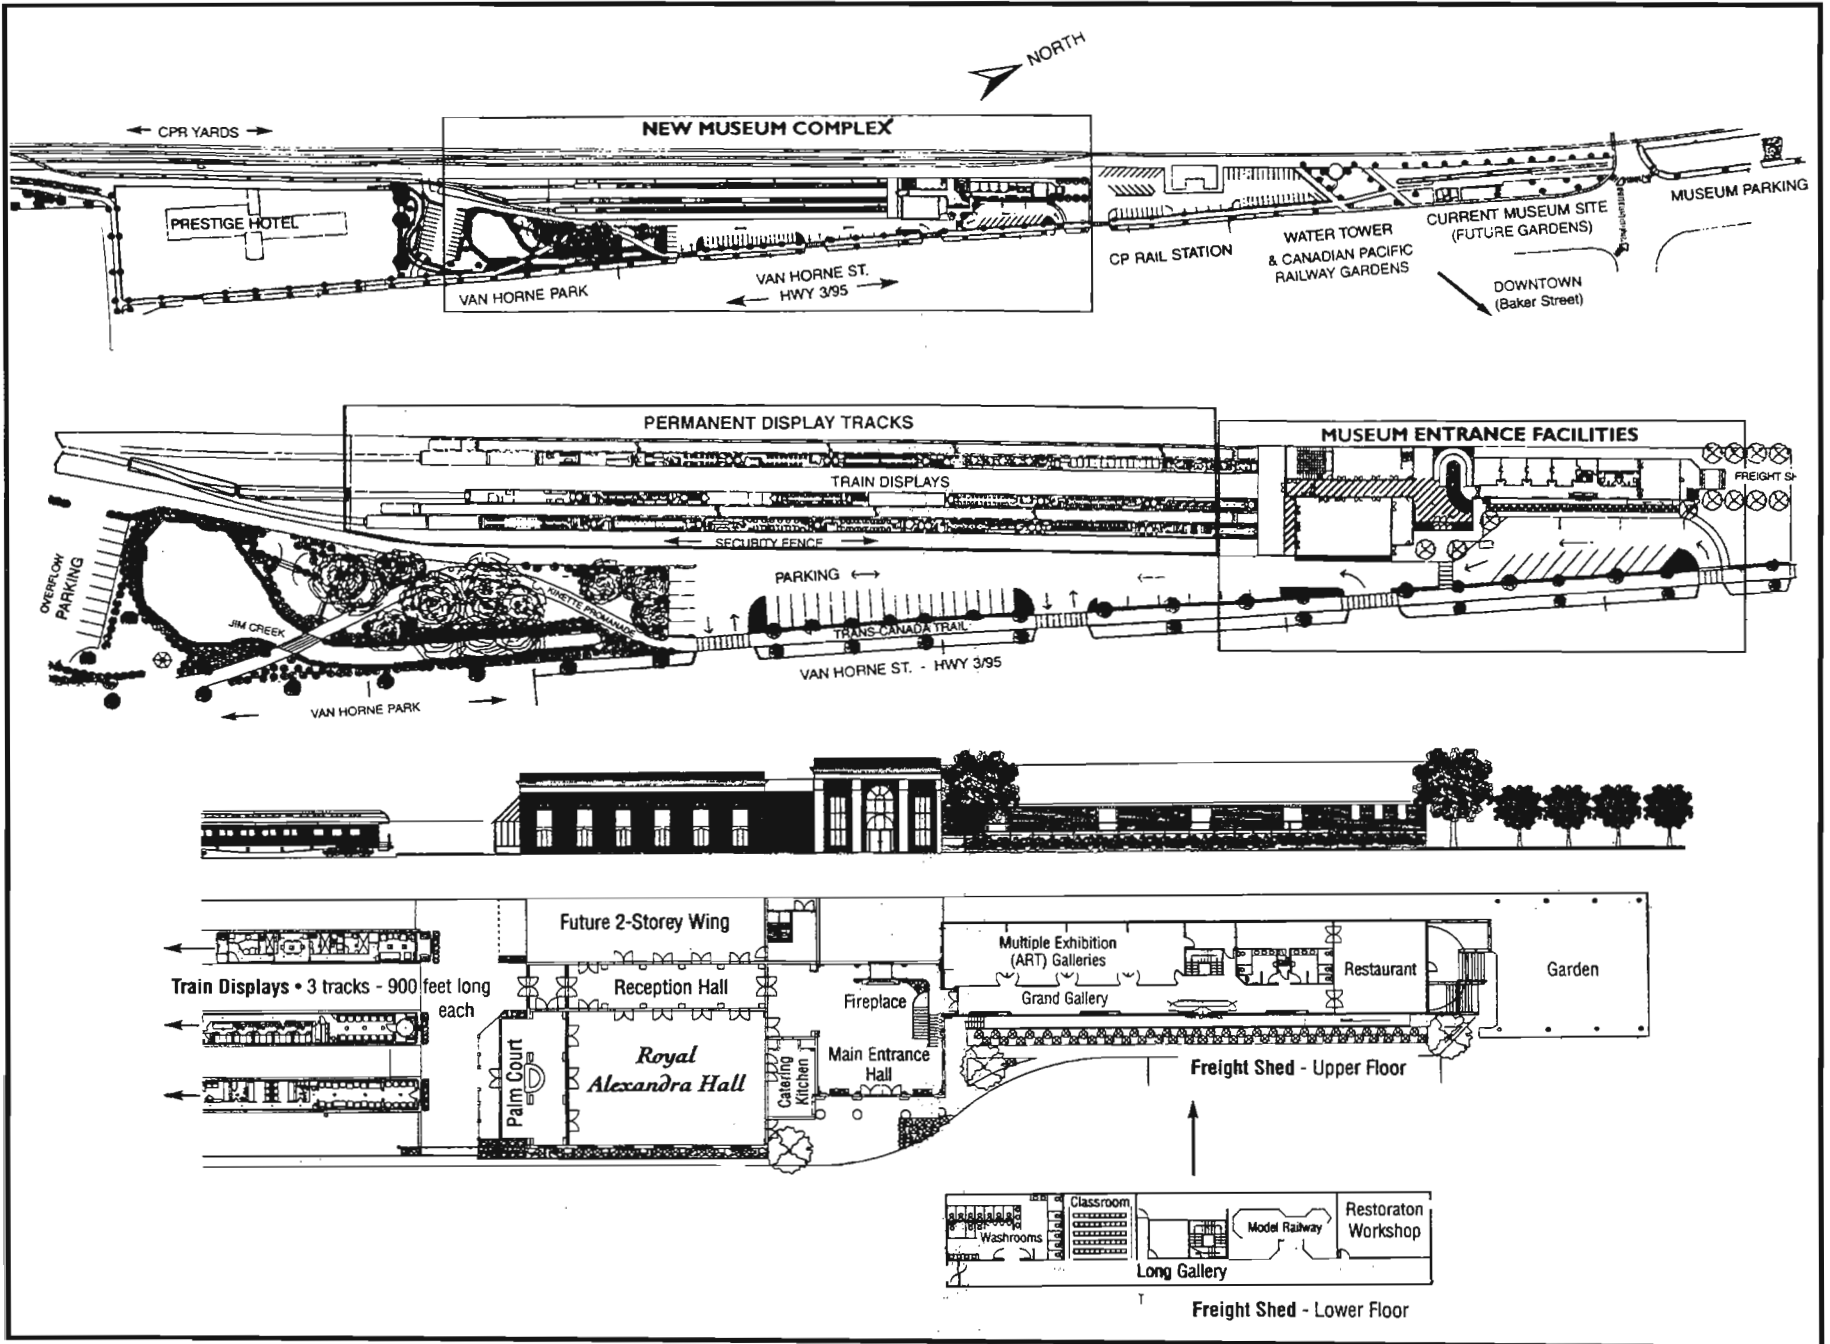 NORTH
CPR YARDS
NEW MUSEUM COMPLEX
PRESTIGE HOTEL
VAN HORNE PARK
VAN HORNE ST.
HWY 3/95
CP RAIL STATION
WATER TOWER
& CANADIAN PACIFIC
RAILWAY GARDENS
CURRENT MUSEUM SITE
(FUTURE GARDENS)
MUSEUM PARKING
DOWNTOWN
(Baker Street)
PERMANENT DISPLAY TRACKS
MUSEUM ENTRANCE FACILITIES
TRAIN DISPLAYS
FREIGHT SH
SECURITY FENCE
OVERFLOW
PARKING
PARKING
KINETTE PROMANADE
JIM CREEK
TRANS-CANADA TRAIL
VAN HORNE ST. - HWY 3/95
VAN HORNE PARK
Future 2-Storey Wing
Multiple Exhibition
(ART) Galleries
Restaurant
Garden
Train Displays • 3 tracks - 900 feet long
each
Reception Hall
Fireplace
Grand Gallery
Palm Court
Royal
Alexandra Hall
Catering
Kitchen
Main Entrance
Hall
Freight Shed - Upper Floor
Classroom
Washrooms
Model Railway
Restoraton
Workshop
Long Gallery
Freight Shed - Lower Floor